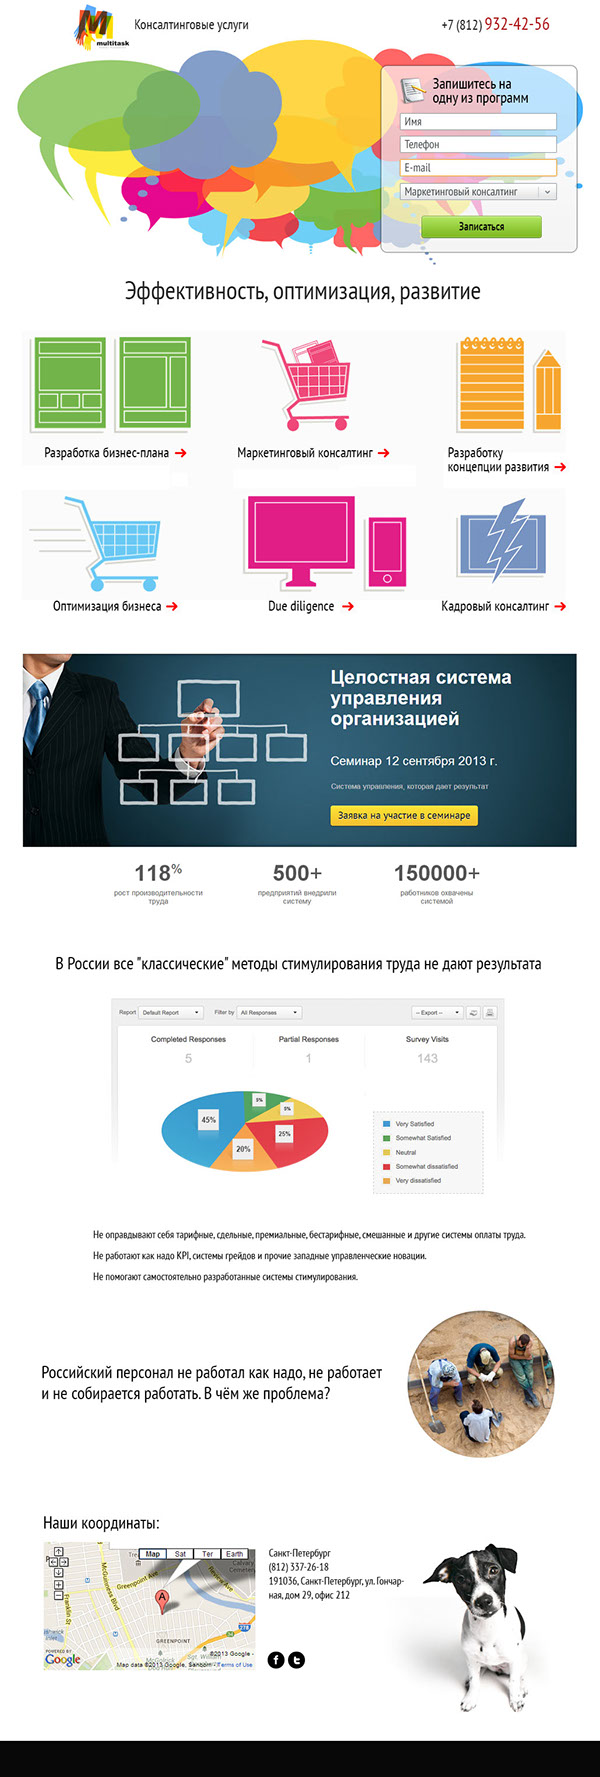 multitask
Консалтинговые услуги
+7 (812) 932-42-56
Запишитесь на
одну из программ
Имя
Телефон
E-mail
Маркетинговый консалтинг
Записаться
Эффективность, оптимизация, развитие
Разработка бизнес-плана
Маркетинговый консалтинг
Разработку
концепции развития
Оптимизация бизнеса
Due diligence
Кадровый консалтинг
Целостная система
управления
организацией
Семинар 12 сентября 2013 г.
Система управления, которая дает результат
Заявка на участие в семинаре
118% 500+ 150000+
рост производительности
труда
предприятий внедрили
систему
работников охвачены
системой
В России все "классические" методы стимулирования труда не дают результата
Report Default Report Filter by All Responses -- Export --
Completed Responses Partial Responses Survey Visits
5 1 143
45%
5%
5%
25%
20%
Very Satisfied
Somewhat Satisfied
Neutral
Somewhat dissatisfied
Very dissatisfied
Не оправдывают себя тарифные, сдельные, премиальные, бестарифные, смешанные и другие системы оплаты труда.
Не работают как надо KPI, системы грейдов и прочие западные управленческие новации.
Не помогают самостоятельно разработанные системы стимулирования.
Российский персонал не работал как надо, не работает
и не собирается работать. В чём же проблема?
Наши координаты:
Map Sat Ter Earth
Greenpoint Ave
McGuinness Blvd
Franklin St
A
GREENPOINT
278
POWERED BY
Google
©2013 Google -
Map data ©2013 Google, Sanborn - Terms of Use
Санкт-Петербург
(812) 337-26-18
191036, Санкт-Петербург, ул. Гончар-
ная, дом 29, офис 212